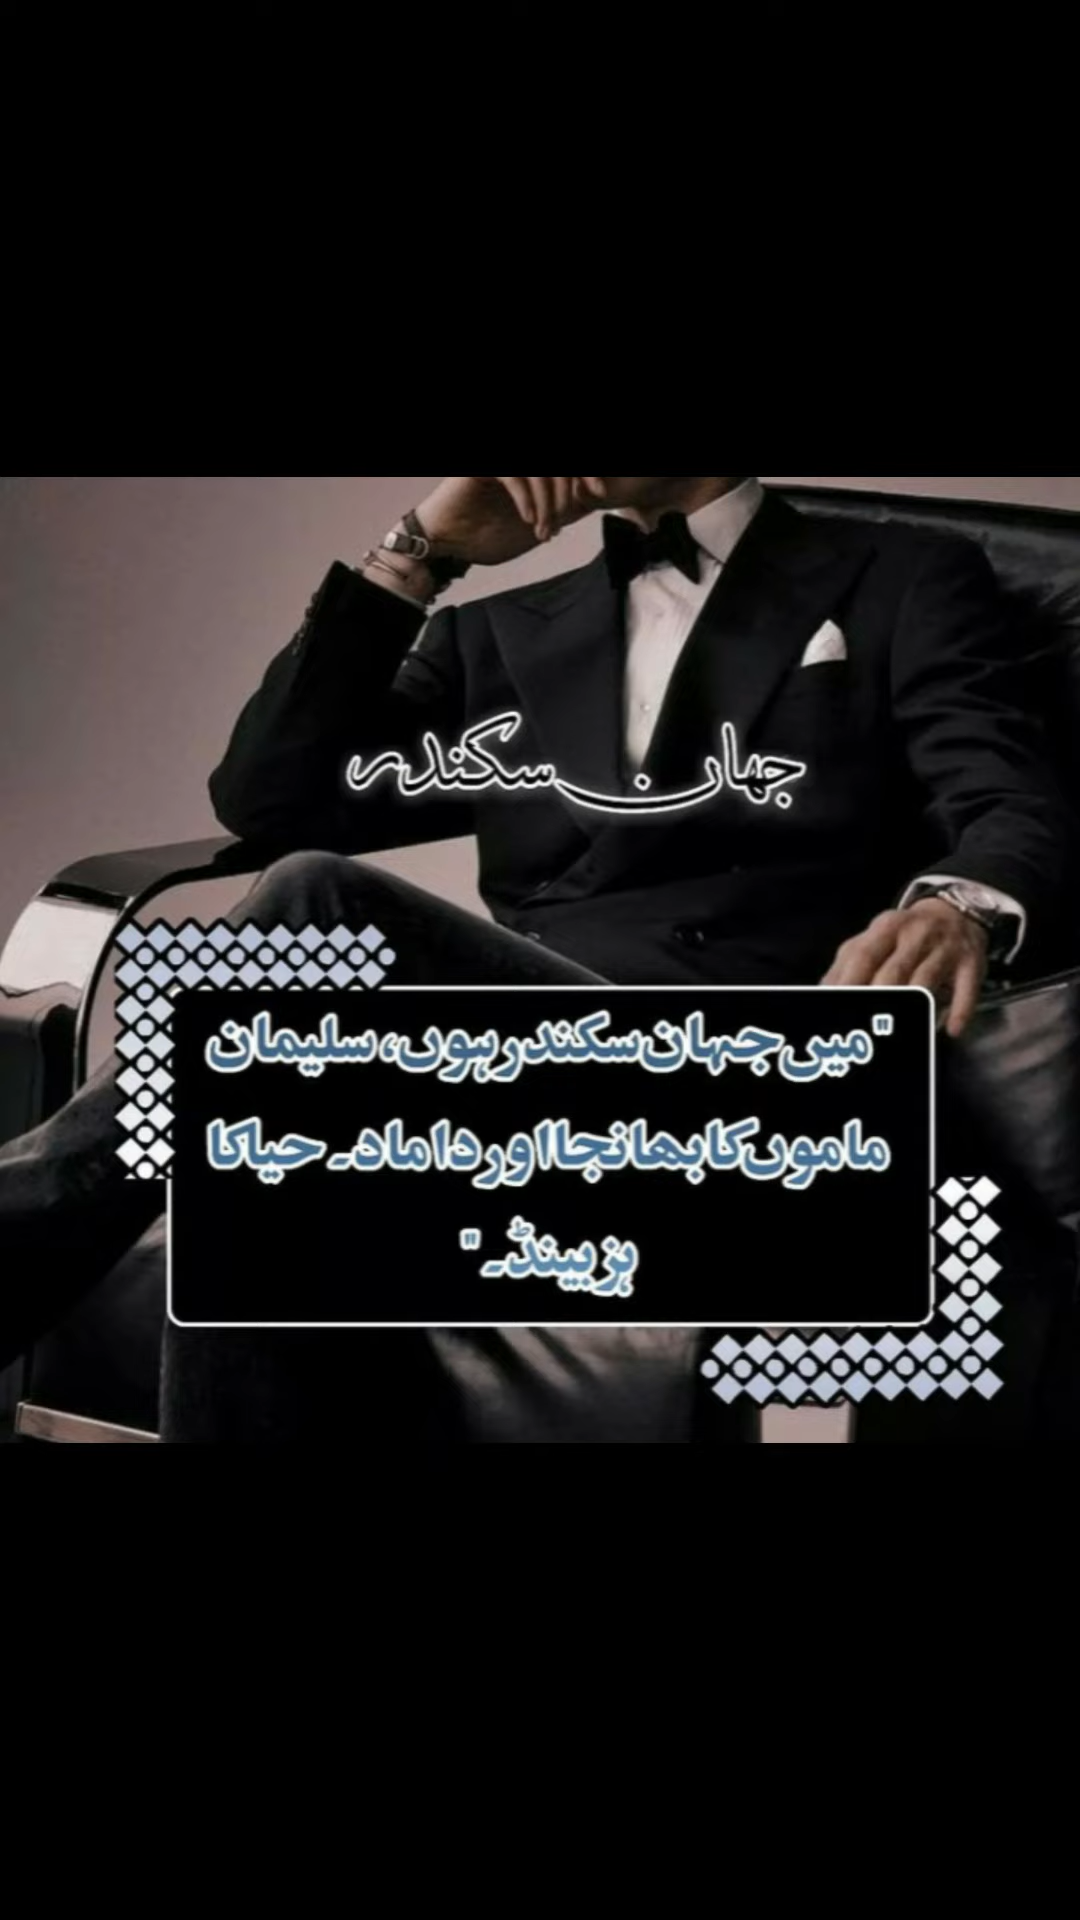 جہان سکندر
"میں جہان سکندر ہوں، سلیمان
ماموں کا بھانجا اور داماد۔ حیا کا
ہزبینڈ۔"